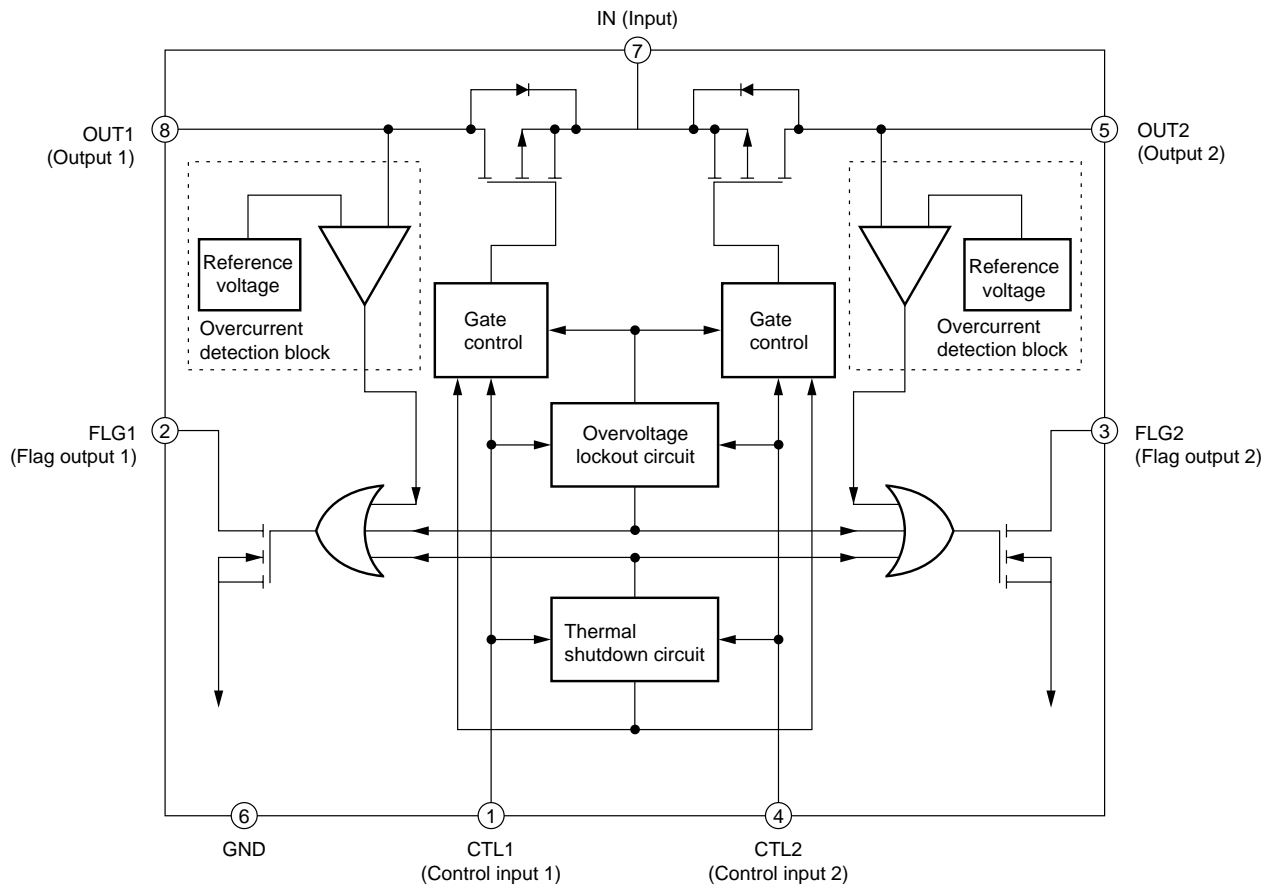 IN (Input)
7
OUT1
(Output 1)
8
5
OUT2
(Output 2)
Reference
voltage
Overcurrent
detection block
Gate
control
Gate
control
Reference
voltage
Overcurrent
detection block
FLG1
(Flag output 1)
2
Overvoltage
lockout circuit
3
FLG2
(Flag output 2)
Thermal
shutdown circuit
6
GND
1
CTL1
(Control input 1)
4
CTL2
(Control input 2)